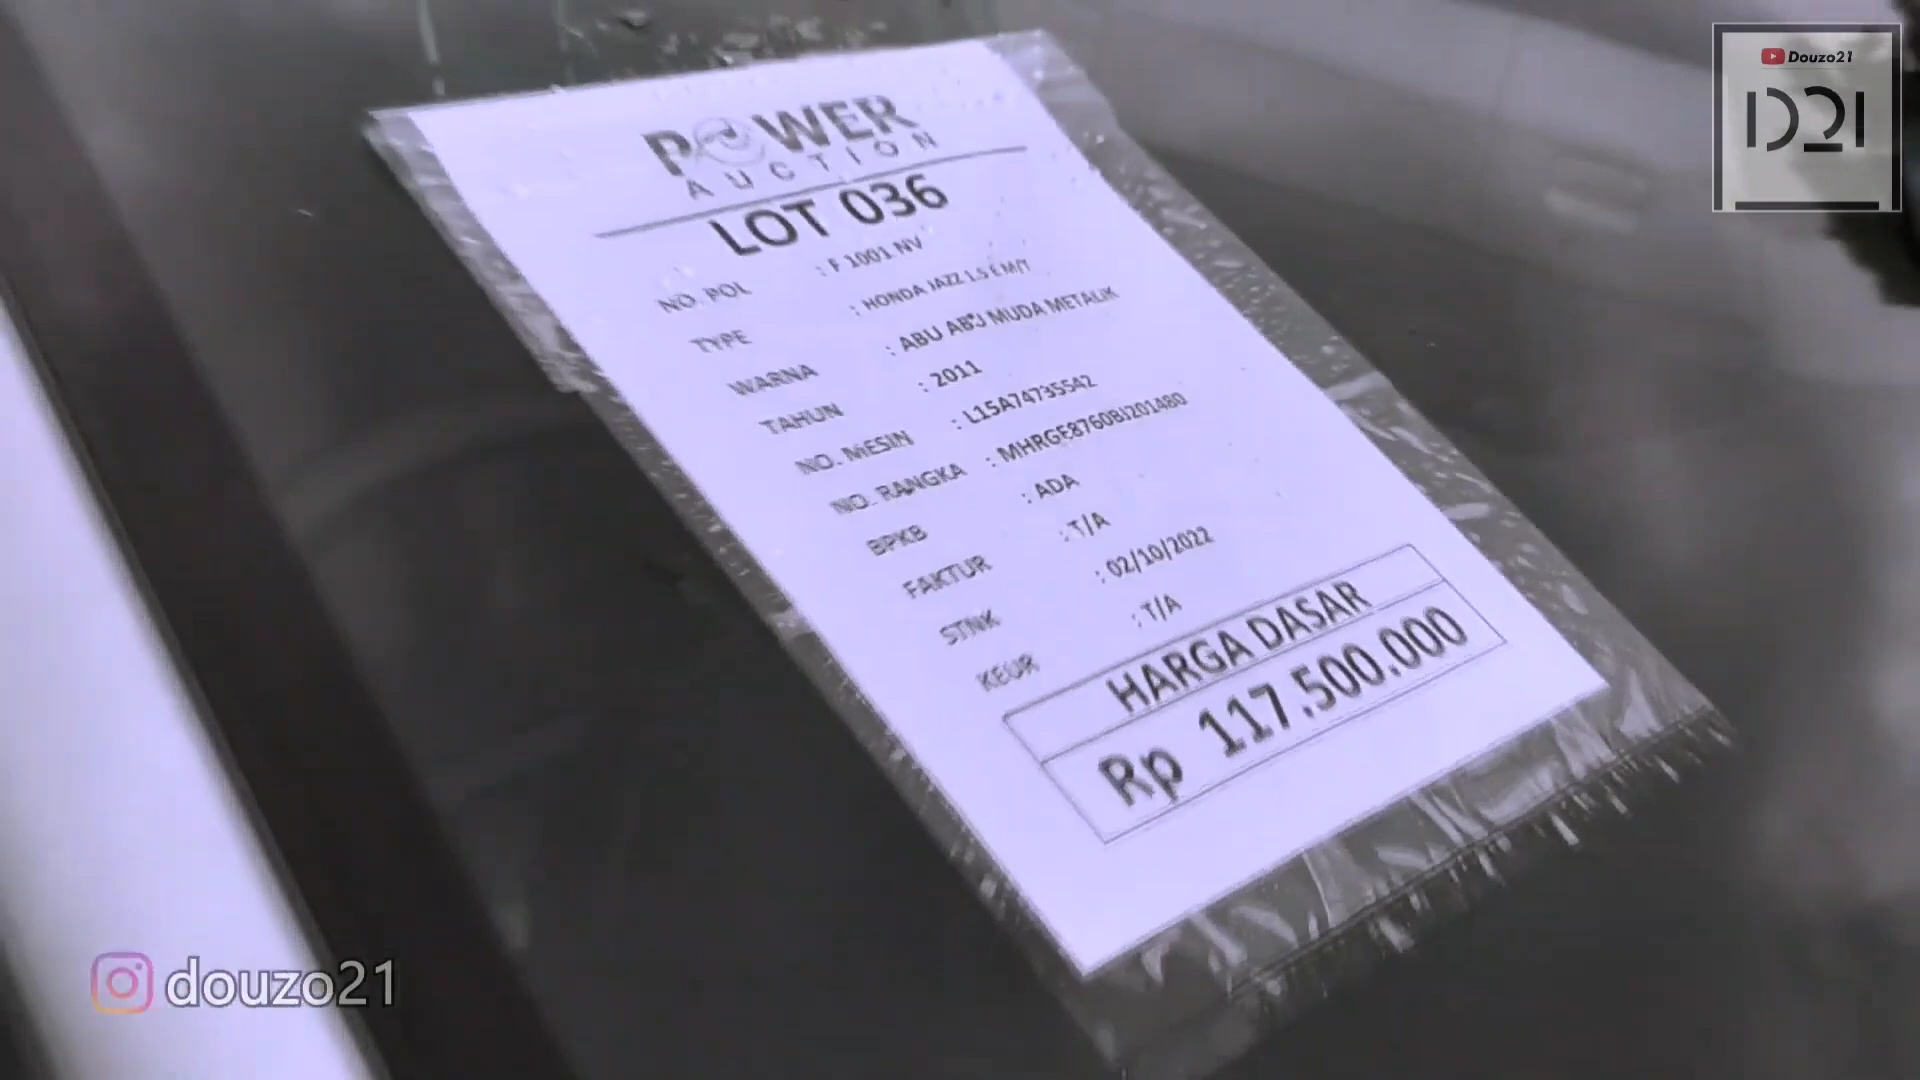 POWER
AUCTION
LOT 036
NO. POL : F 1001 NV
TYPE : HONDA JAZZ 1.5 E M/T
WARNA : ABU ABU MUDA METALIK
TAHUN : 2011
NO. MESIN : L15A74735542
NO. RANGKA : MHRGE8760BJ201480
BPKB : ADA
FAKTUR : T/A
STNK : 02/10/2022
KEUR : T/A
HARGA DASAR
Rp 117.500.000
Douzo21
D21
douzo21